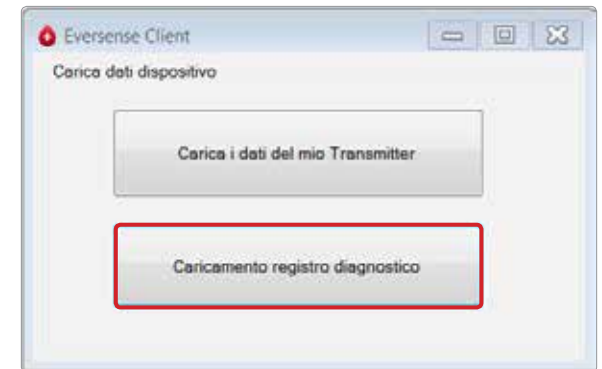 Eversense Client
Carica dati dispositivo
Carica i dati del mio Transmitter
Caricamento registro diagnostico